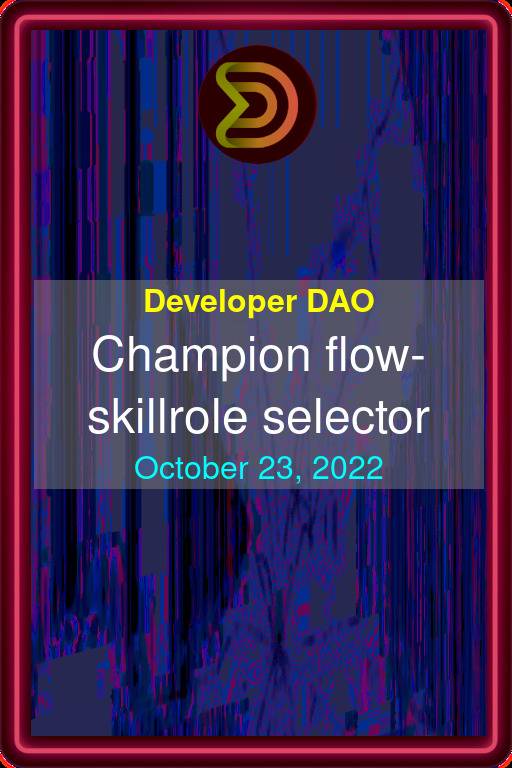 Developer DAO
Champion flow-
skillrole selector
October 23, 2022